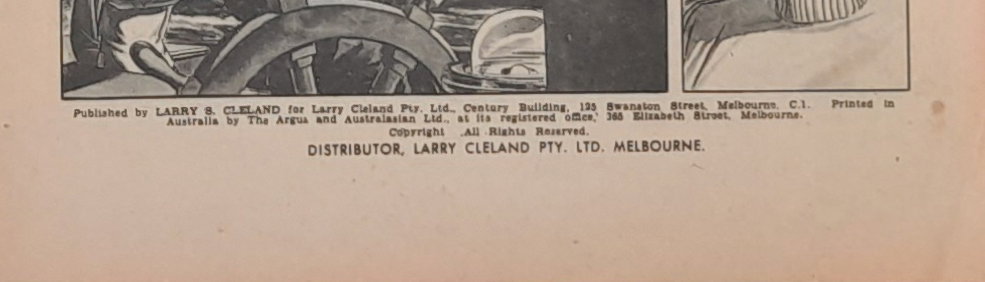 Published by LARRY S. CLELAND for Larry Cleland Pty. Ltd., Century Building, 125 Swanston Street, Melbourne, C.1. Printed in
Australia by The Argus and Australasian Ltd., at its registered office, 365 Elizabeth Street, Melbourne.
Copyright All Rights Reserved.
DISTRIBUTOR, LARRY CLELAND PTY. LTD. MELBOURNE.